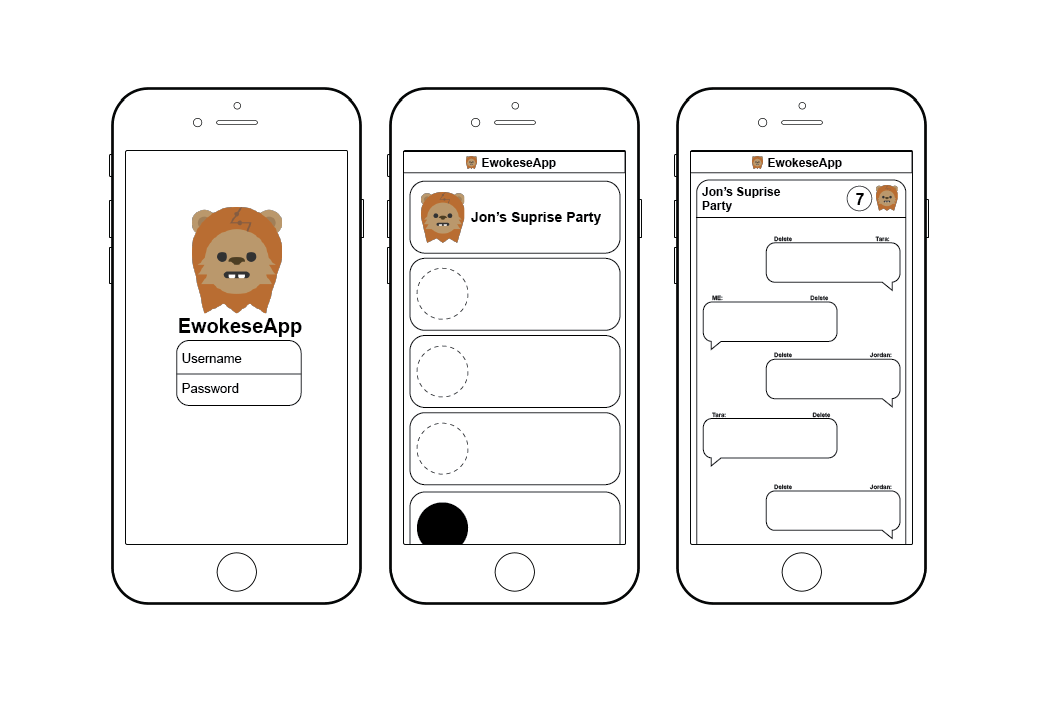 EwokeseApp
Username
Password
EwokeseApp
Jon's Suprise Party
EwokeseApp
Jon's Suprise
Party
7
Delete Tara:
ME: Delete
Delete Jordan:
Tara: Delete
Delete Jordan: